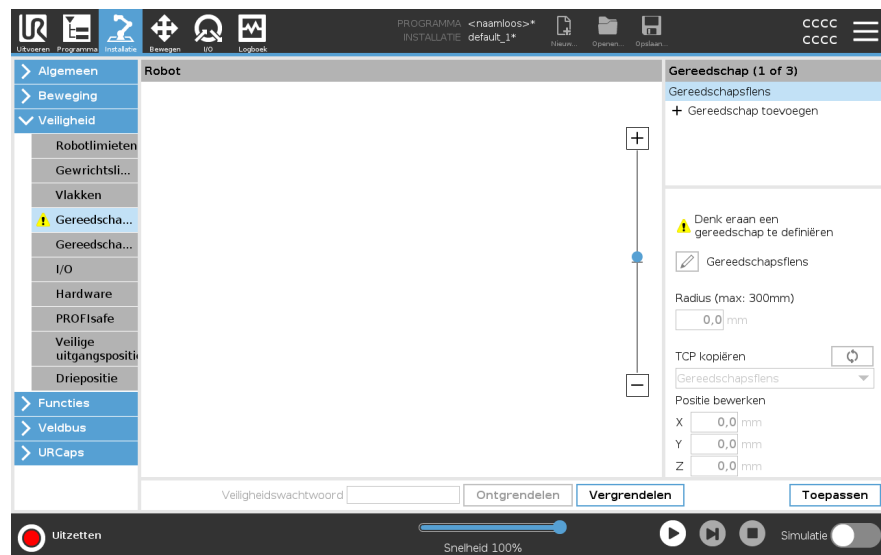 PROGRAMMA <naamloos>*
INSTALLATIE default_1*
Uitvoeren
Programma
Installatie
Bewegen
I/O
Logboek
Nieuw...
Openen...
Opslaan...
cccc
cccc
Algemeen
Beweging
Veiligheid
Robotlimieten
Gewrichtsli...
Vlakken
Gereedscha...
Gereedscha...
I/O
Hardware
PROFIsafe
Veilige
uitgangspositi
Driepositie
Functies
Veldbus
URCaps
Robot
+
−
Gereedschap (1 of 3)
Gereedschapsflens
+ Gereedschap toevoegen
Denk eraan een
gereedschap te definiëren
Gereedschapsflens
Radius (max: 300mm)
0,0 mm
TCP kopiëren
Gereedschapsflens
Positie bewerken
X 0,0 mm
Y 0,0 mm
Z 0,0 mm
Veiligheidswachtwoord
Ontgrendelen
Vergrendelen
Toepassen
Uitzetten
Snelheid 100%
Simulatie